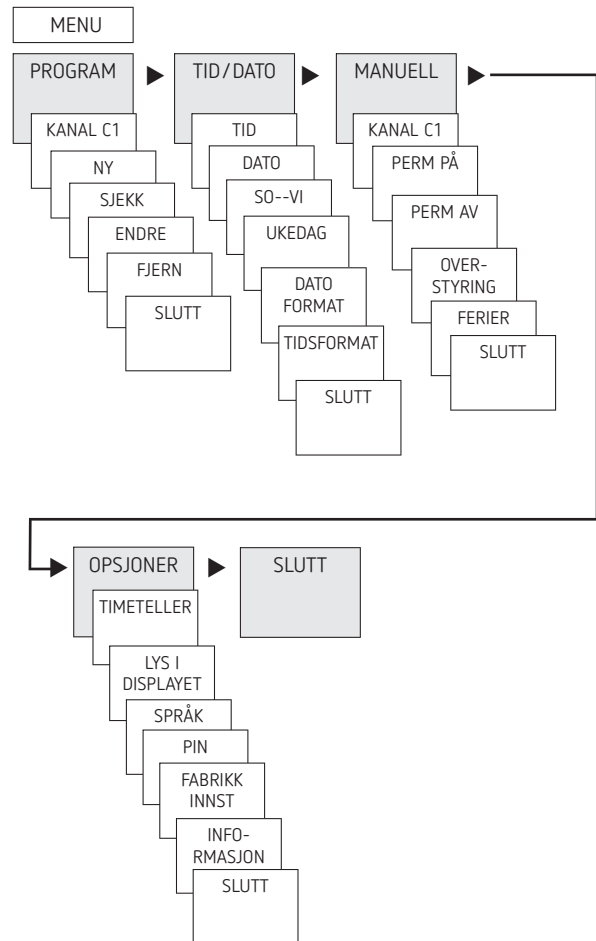 MENU
PROGRAM
KANAL C1
NY
SJEKK
ENDRE
FJERN
SLUTT
TID/DATO
TID
DATO
SO--VI
UKEDAG
DATO
FORMAT
TIDSFORMAT
SLUTT
MANUELL
KANAL C1
PERM PÅ
PERM AV
OVER-
STYRING
FERIER
SLUTT
OPSJONER
TIMETELLER
LYS I
DISPLAYET
SPRÅK
PIN
FABRIKK
INNST
INFO-
RMASJON
SLUTT
SLUTT